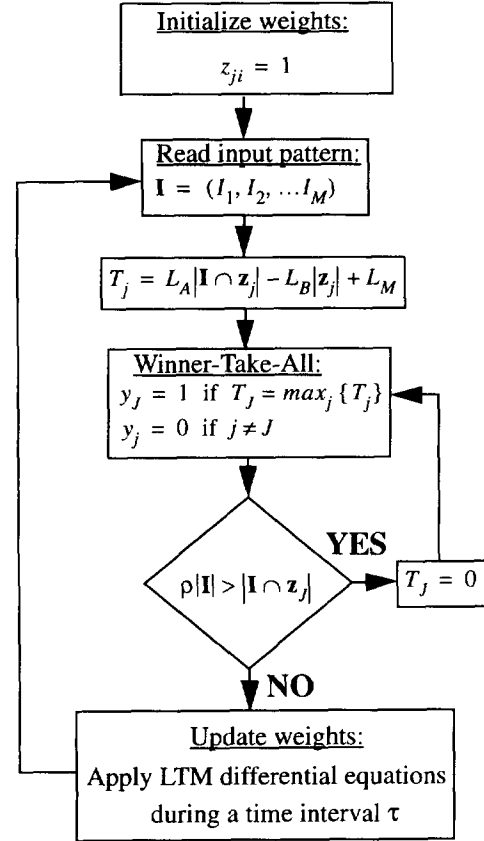 Initialize weights:
z_{ji} = 1
Read input pattern:
I = (I_1, I_2, …I_M)
T_j = L_A|I ∩ z_j| − L_B|z_j| + L_M
Winner-Take-All:
y_J = 1 if T_J = max_j {T_j}
y_j = 0 if j ≠ J
YES
ρ|I| > |I ∩ z_J|
T_J = 0
NO
Update weights:
Apply LTM differential equations
during a time interval τ